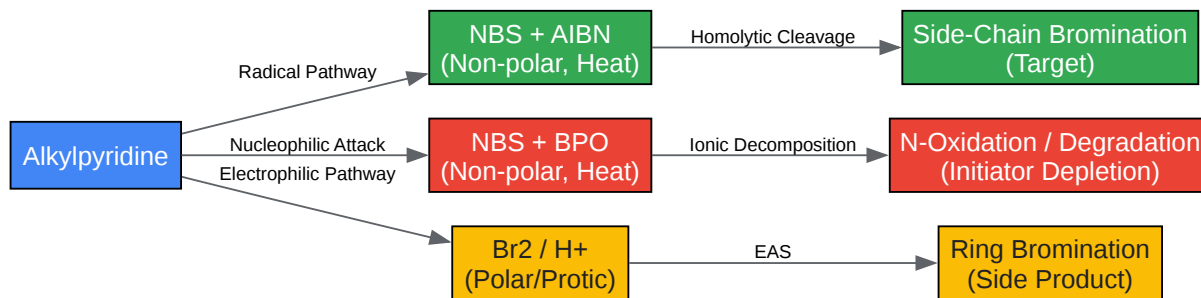 Alkylpyridine
Radical Pathway
NBS + AIBN
(Non-polar, Heat)
Homolytic Cleavage
Side-Chain Bromination
(Target)
Nucleophilic Attack
NBS + BPO
(Non-polar, Heat)
Ionic Decomposition
N-Oxidation / Degradation
(Initiator Depletion)
Electrophilic Pathway
Br2 / H+
(Polar/Protic)
EAS
Ring Bromination
(Side Product)